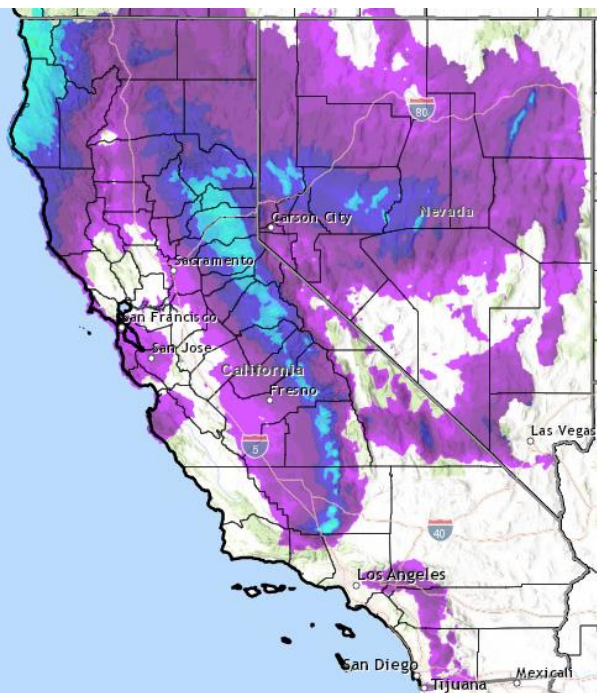 80
Nevada
Carson City
Sacramento
San Francisco
San Jose
California
Fresno
5
Las Vegas
40
Los Angeles
San Diego
Tijuana
Mexicali